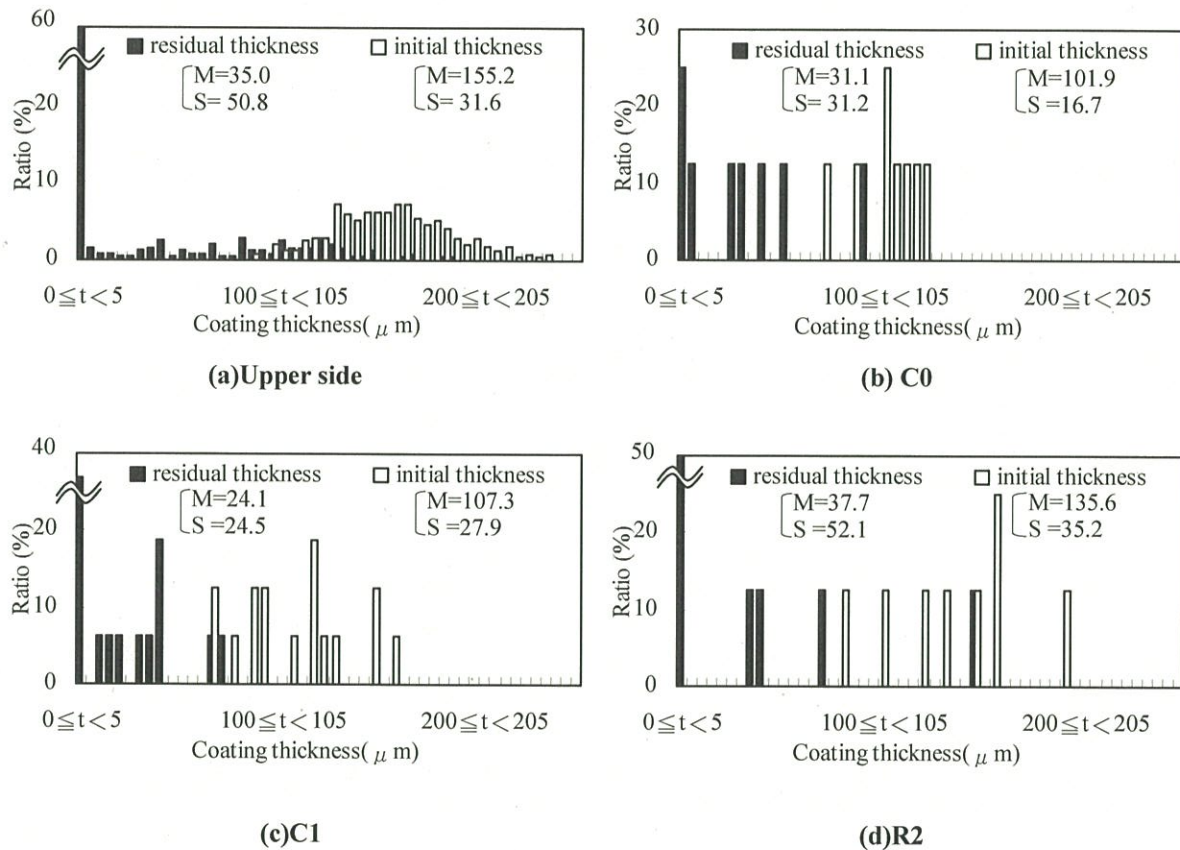 60
■ residual thickness □ initial thickness
M=35.0 M=155.2
S= 50.8 S= 31.6
20
10
0
Ratio (%)
0≦t<5 100≦t<105 200≦t<205
Coating thickness( μ m)
(a)Upper side
30
■ residual thickness □ initial thickness
M=31.1 M=101.9
S=31.2 S =16.7
20
10
0
Ratio (%)
0≦t<5 100≦t<105 200≦t<205
Coating thickness( μ m)
(b) C0
40
■ residual thickness □ initial thickness
M=24.1 M=107.3
S =24.5 S =27.9
20
10
0
Ratio (%)
0≦t<5 100≦t<105 200≦t<205
Coating thickness( μ m)
(c)C1
50
■ residual thickness □ initial thickness
M=37.7 M=135.6
S =52.1 S =35.2
20
10
0
Ratio (%)
0≦t<5 100≦t<105 200≦t<205
Coating thickness( μ m)
(d)R2